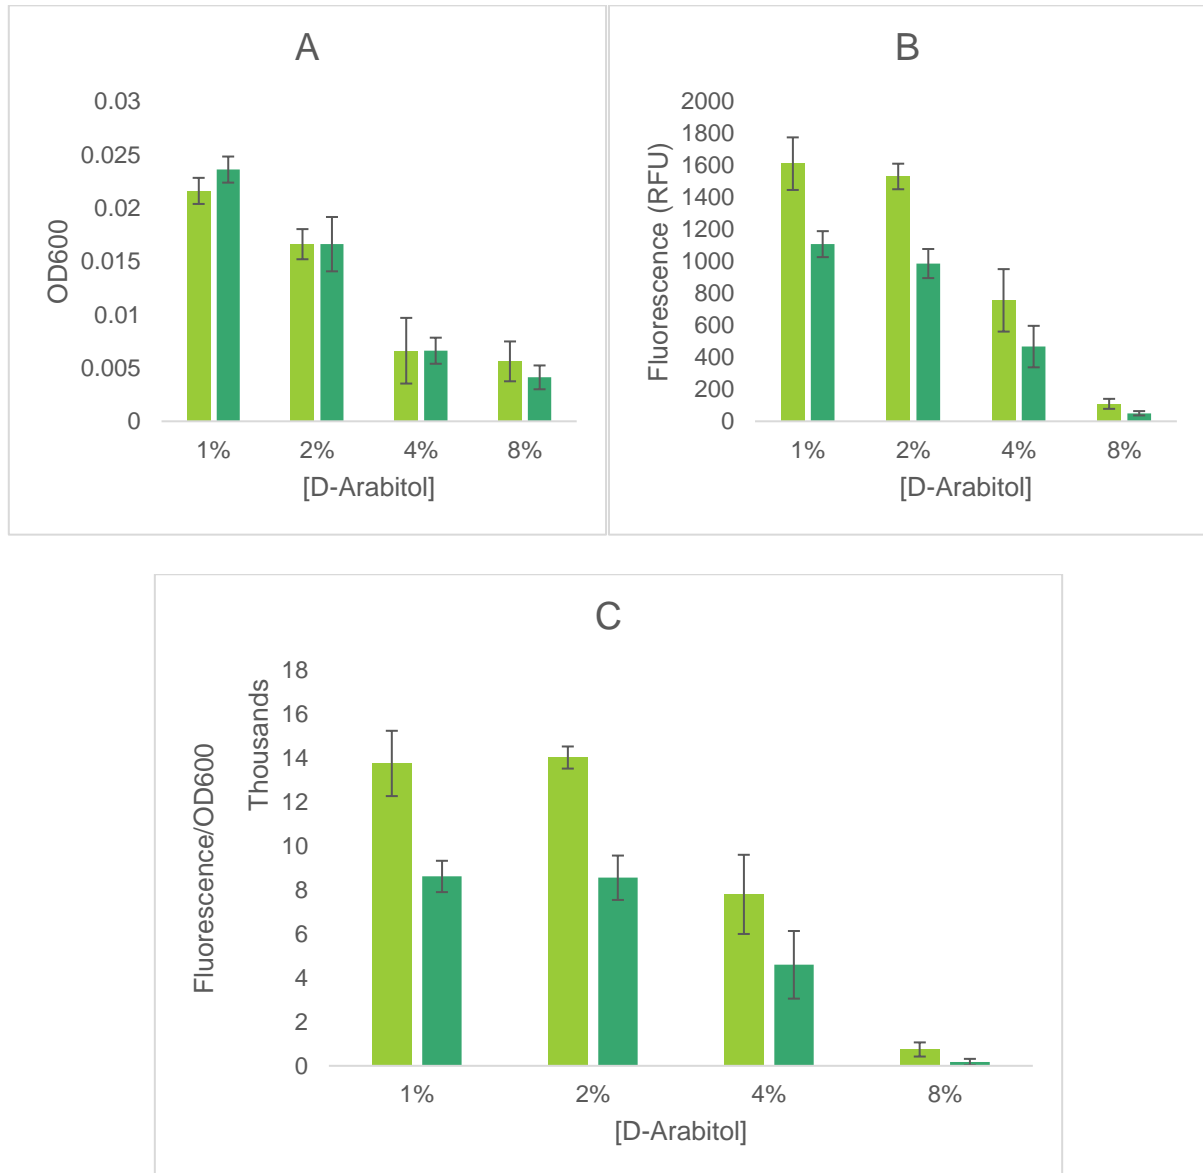 A
OD600
0.03
0.025
0.02
0.015
0.01
0.005
0
1% 2% 4% 8%
[D-Arabitol]
B
Fluorescence (RFU)
2000
1800
1600
1400
1200
1000
800
600
400
200
0
1% 2% 4% 8%
[D-Arabitol]
C
Fluorescence/OD600
Thousands
18
16
14
12
10
8
6
4
2
0
1% 2% 4% 8%
[D-Arabitol]